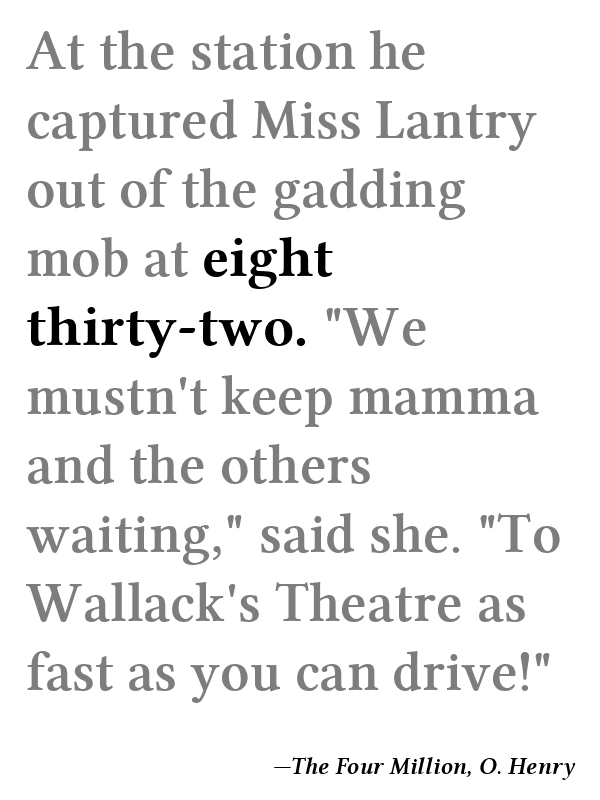 At the station he
captured Miss Lantry
out of the gadding
mob at eight
thirty-two. "We
mustn't keep mamma
and the others
waiting," said she. "To
Wallack's Theatre as
fast as you can drive!"
—The Four Million, O. Henry